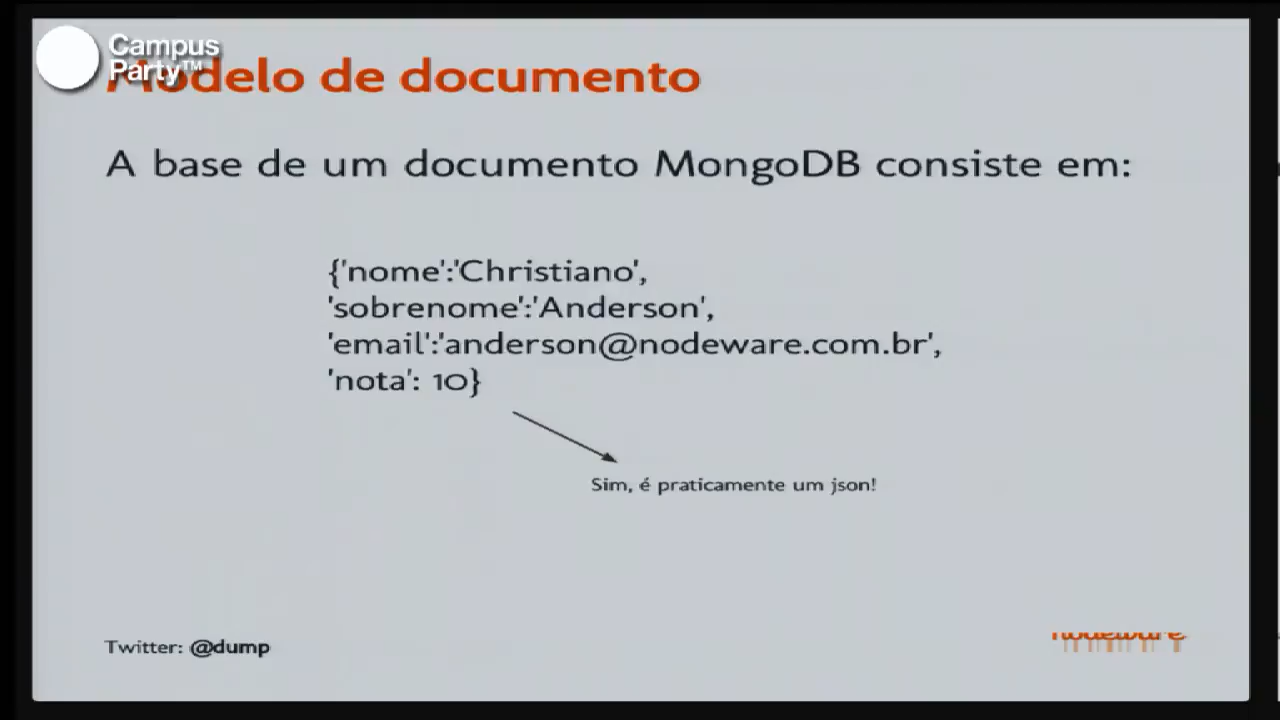 Campus
Party™
Modelo de documento
A base de um documento MongoDB consiste em:
{'nome':'Christiano',
'sobrenome':'Anderson',
'email':'anderson@nodeware.com.br',
'nota': 10}
Sim, é praticamente um json!
Twitter: @dump
nodeware